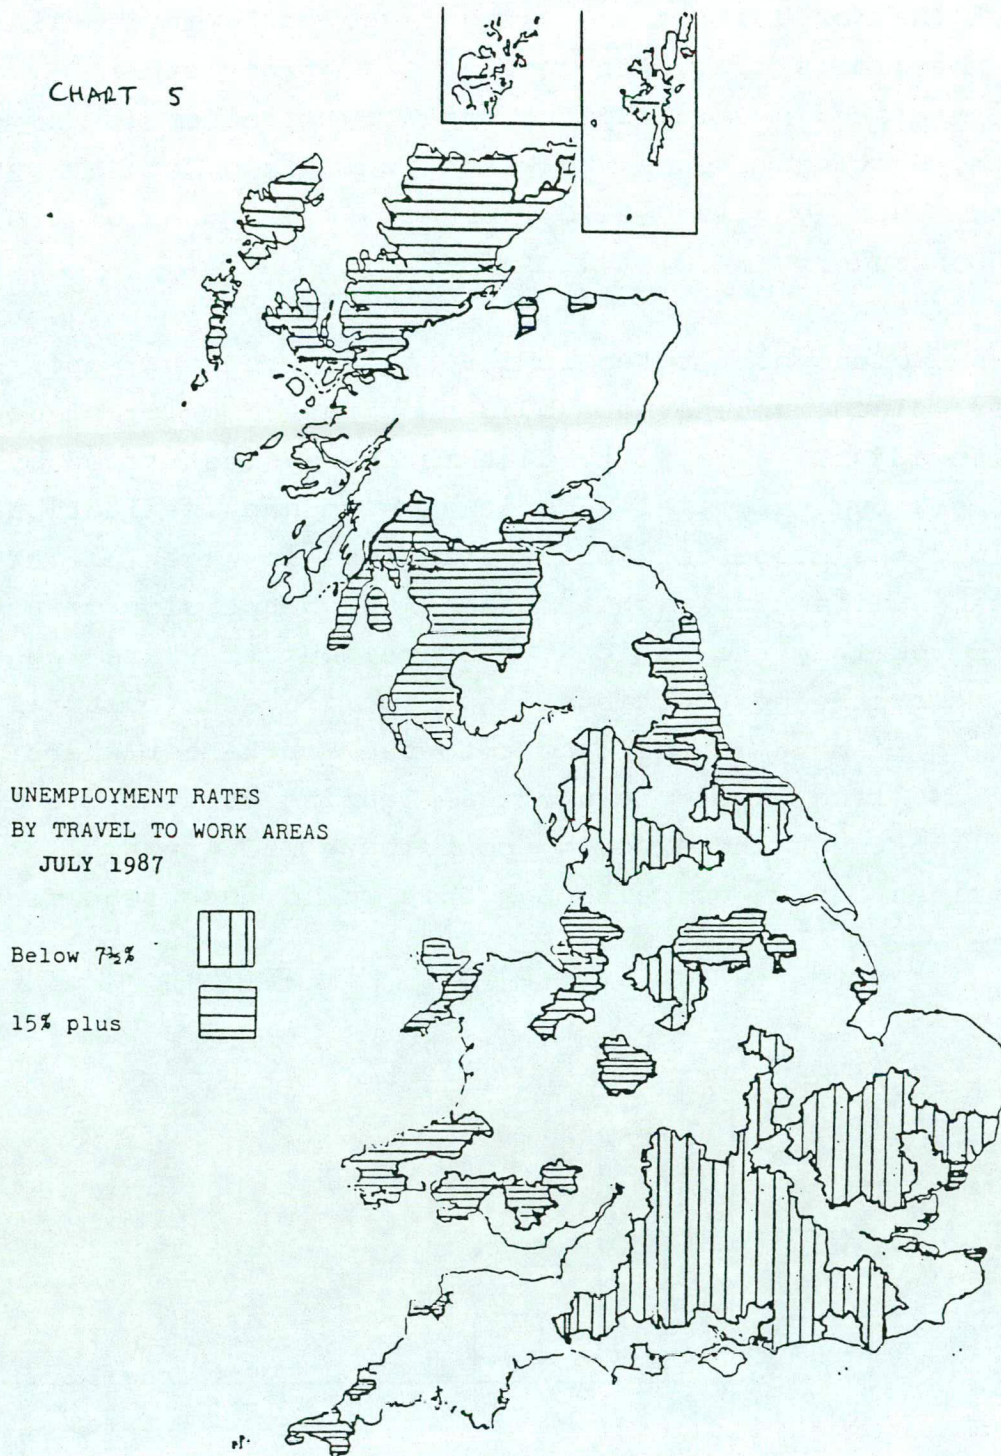 CHART 5
UNEMPLOYMENT RATES
BY TRAVEL TO WORK AREAS
JULY 1987
Below 7½%
15% plus